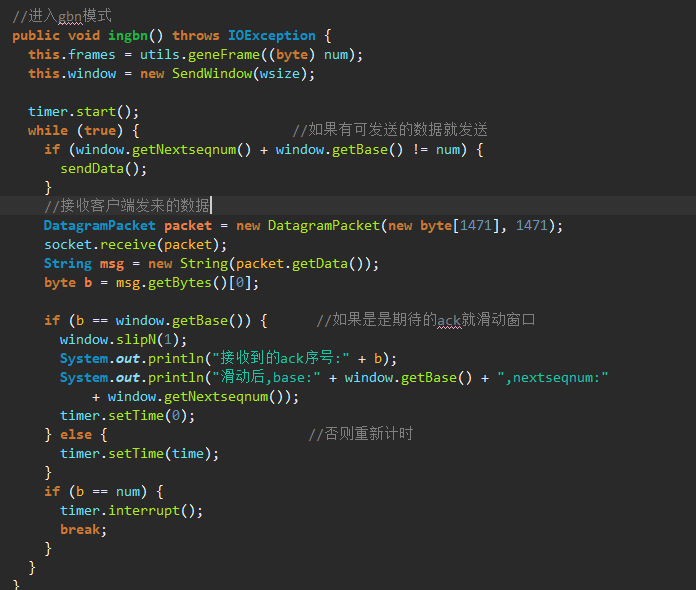 //进入gbn模式
public void ingbn() throws IOException {
this.frames = utils.geneFrame((byte) num);
this.window = new SendWindow(wsize);
timer.start();
while (true) { //如果有可发送的数据就发送
if (window.getNextseqnum() + window.getBase() != num) {
sendData();
}
//接收客户端发来的数据
DatagramPacket packet = new DatagramPacket(new byte[1471], 1471);
socket.receive(packet);
String msg = new String(packet.getData());
byte b = msg.getBytes()[0];
if (b == window.getBase()) { //如果是是期待的ack就滑动窗口
window.slipN(1);
System.out.println("接收到的ack序号:" + b);
System.out.println("滑动后,base:" + window.getBase() + ",nextseqnum:"
+ window.getNextseqnum());
timer.setTime(0);
} else { //否则重新计时
timer.setTime(time);
}
if (b == num) {
timer.interrupt();
break;
}
}
}